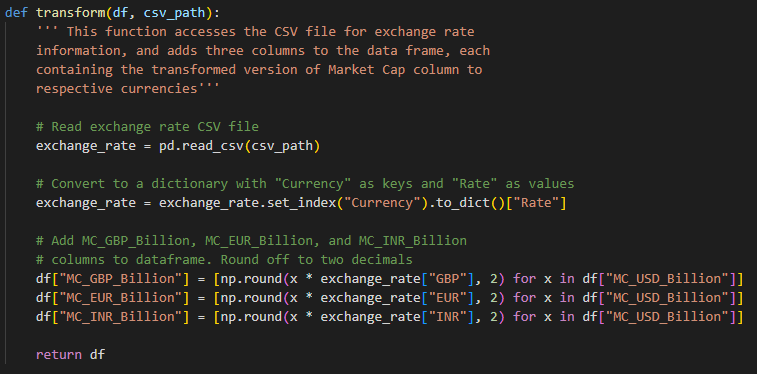 def transform(df, csv_path):
    ''' This function accesses the CSV file for exchange rate
    information, and adds three columns to the data frame, each
    containing the transformed version of Market Cap column to
    respective currencies'''

    # Read exchange rate CSV file
    exchange_rate = pd.read_csv(csv_path)

    # Convert to a dictionary with "Currency" as keys and "Rate" as values
    exchange_rate = exchange_rate.set_index("Currency").to_dict()["Rate"]

    # Add MC_GBP_Billion, MC_EUR_Billion, and MC_INR_Billion
    # columns to dataframe. Round off to two decimals
    df["MC_GBP_Billion"] = [np.round(x * exchange_rate["GBP"], 2) for x in df["MC_USD_Billion"]]
    df["MC_EUR_Billion"] = [np.round(x * exchange_rate["EUR"], 2) for x in df["MC_USD_Billion"]]
    df["MC_INR_Billion"] = [np.round(x * exchange_rate["INR"], 2) for x in df["MC_USD_Billion"]]

    return df